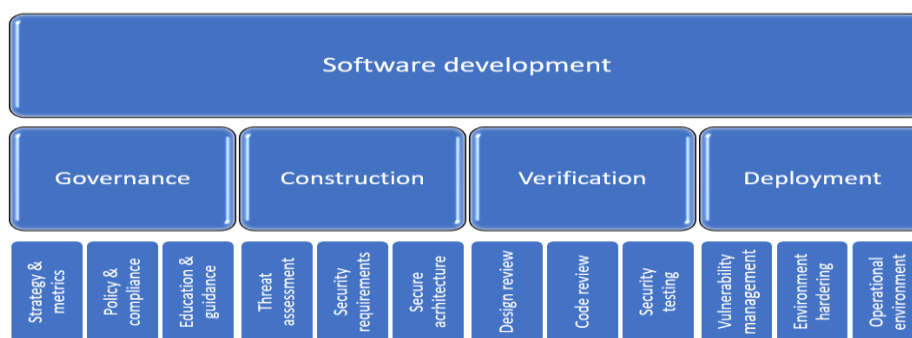 Software development
Governance
Construction
Verification
Deployment
Strategy &
metrics
Policy &
compliance
Education &
guidance
Threat
assessment
Security
requirements
Secure
acrhitecture
Design review
Code review
Security
testing
Vulnerability
management
Environment
hardering
Operational
environment